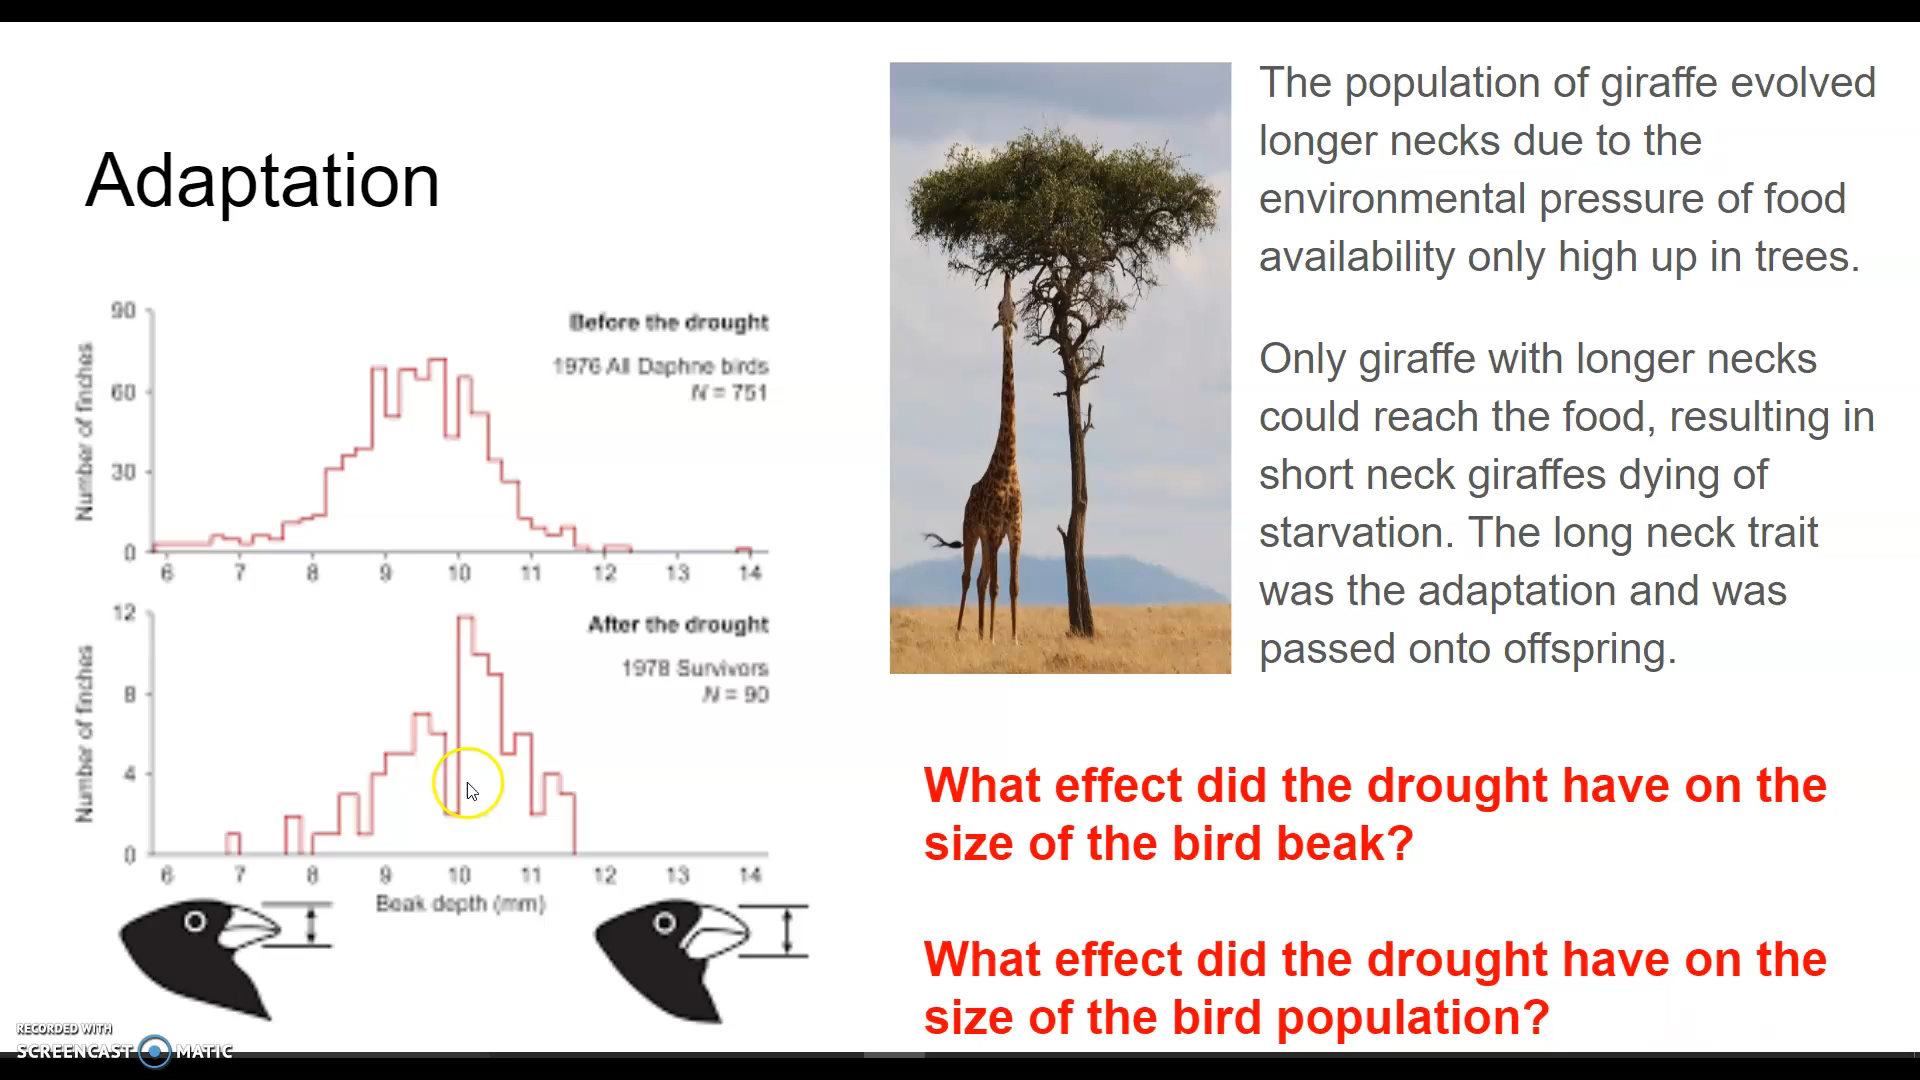 Adaptation
90
60
30
0
Number of finches
Before the drought
1976 All Daphne birds
N = 751
6 7 8 9 10 11 12 13 14
12
8
4
0
Number of finches
After the drought
1978 Survivors
N = 90
6 7 8 9 10 11 12 13 14
Beak depth (mm)
The population of giraffe evolved
longer necks due to the
environmental pressure of food
availability only high up in trees.
Only giraffe with longer necks
could reach the food, resulting in
short neck giraffes dying of
starvation. The long neck trait
was the adaptation and was
passed onto offspring.
What effect did the drought have on the
size of the bird beak?
What effect did the drought have on the
size of the bird population?
RECORDED WITH
SCREENCAST MATIC